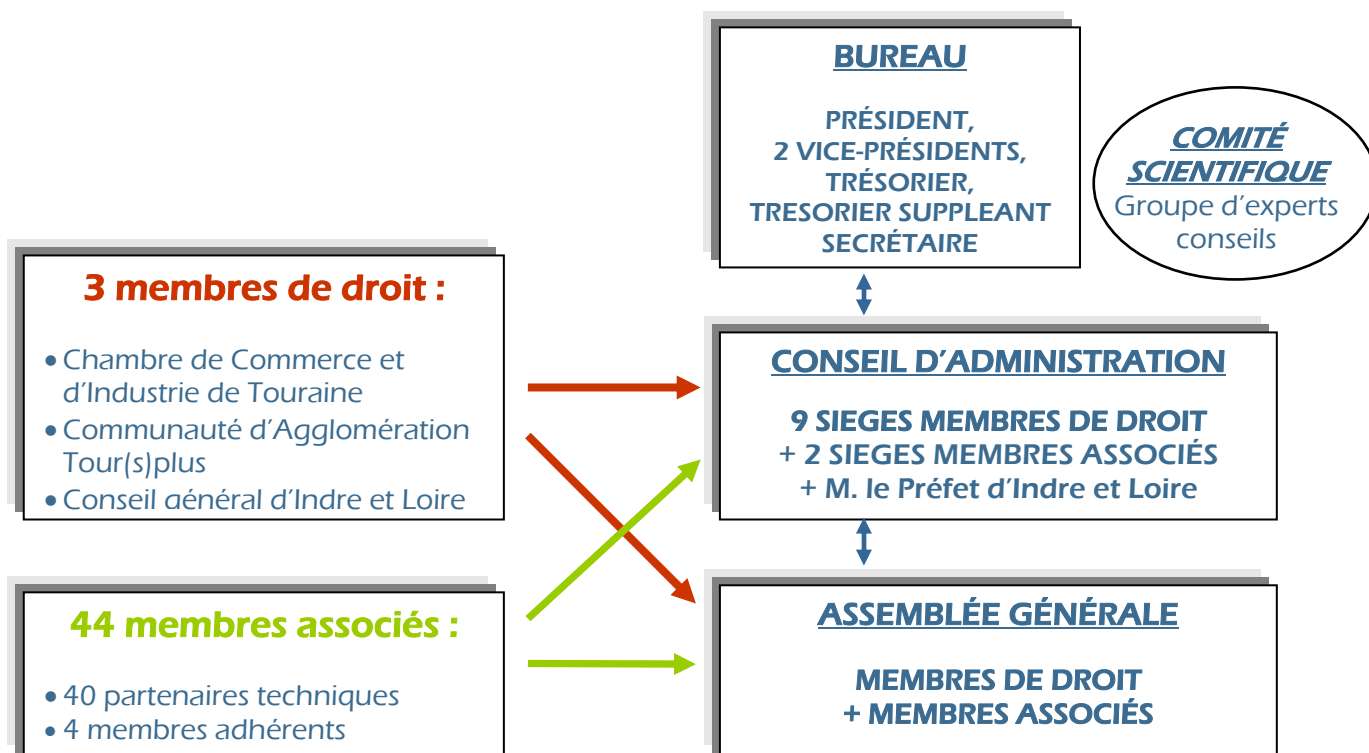 BUREAU
PRÉSIDENT,
2 VICE-PRÉSIDENTS,
TRÉSORIER,
TRESORIER SUPPLEANT
SECRÉTAIRE
COMITÉ
SCIENTIFIQUE
Groupe d'experts
conseils
3 membres de droit :
• Chambre de Commerce et
d'Industrie de Touraine
• Communauté d'Agglomération
Tour(s)plus
• Conseil général d'Indre et Loire
CONSEIL D'ADMINISTRATION
9 SIEGES MEMBRES DE DROIT
+ 2 SIEGES MEMBRES ASSOCIÉS
+ M. le Préfet d'Indre et Loire
44 membres associés :
• 40 partenaires techniques
• 4 membres adhérents
ASSEMBLÉE GÉNÉRALE
MEMBRES DE DROIT
+ MEMBRES ASSOCIÉS